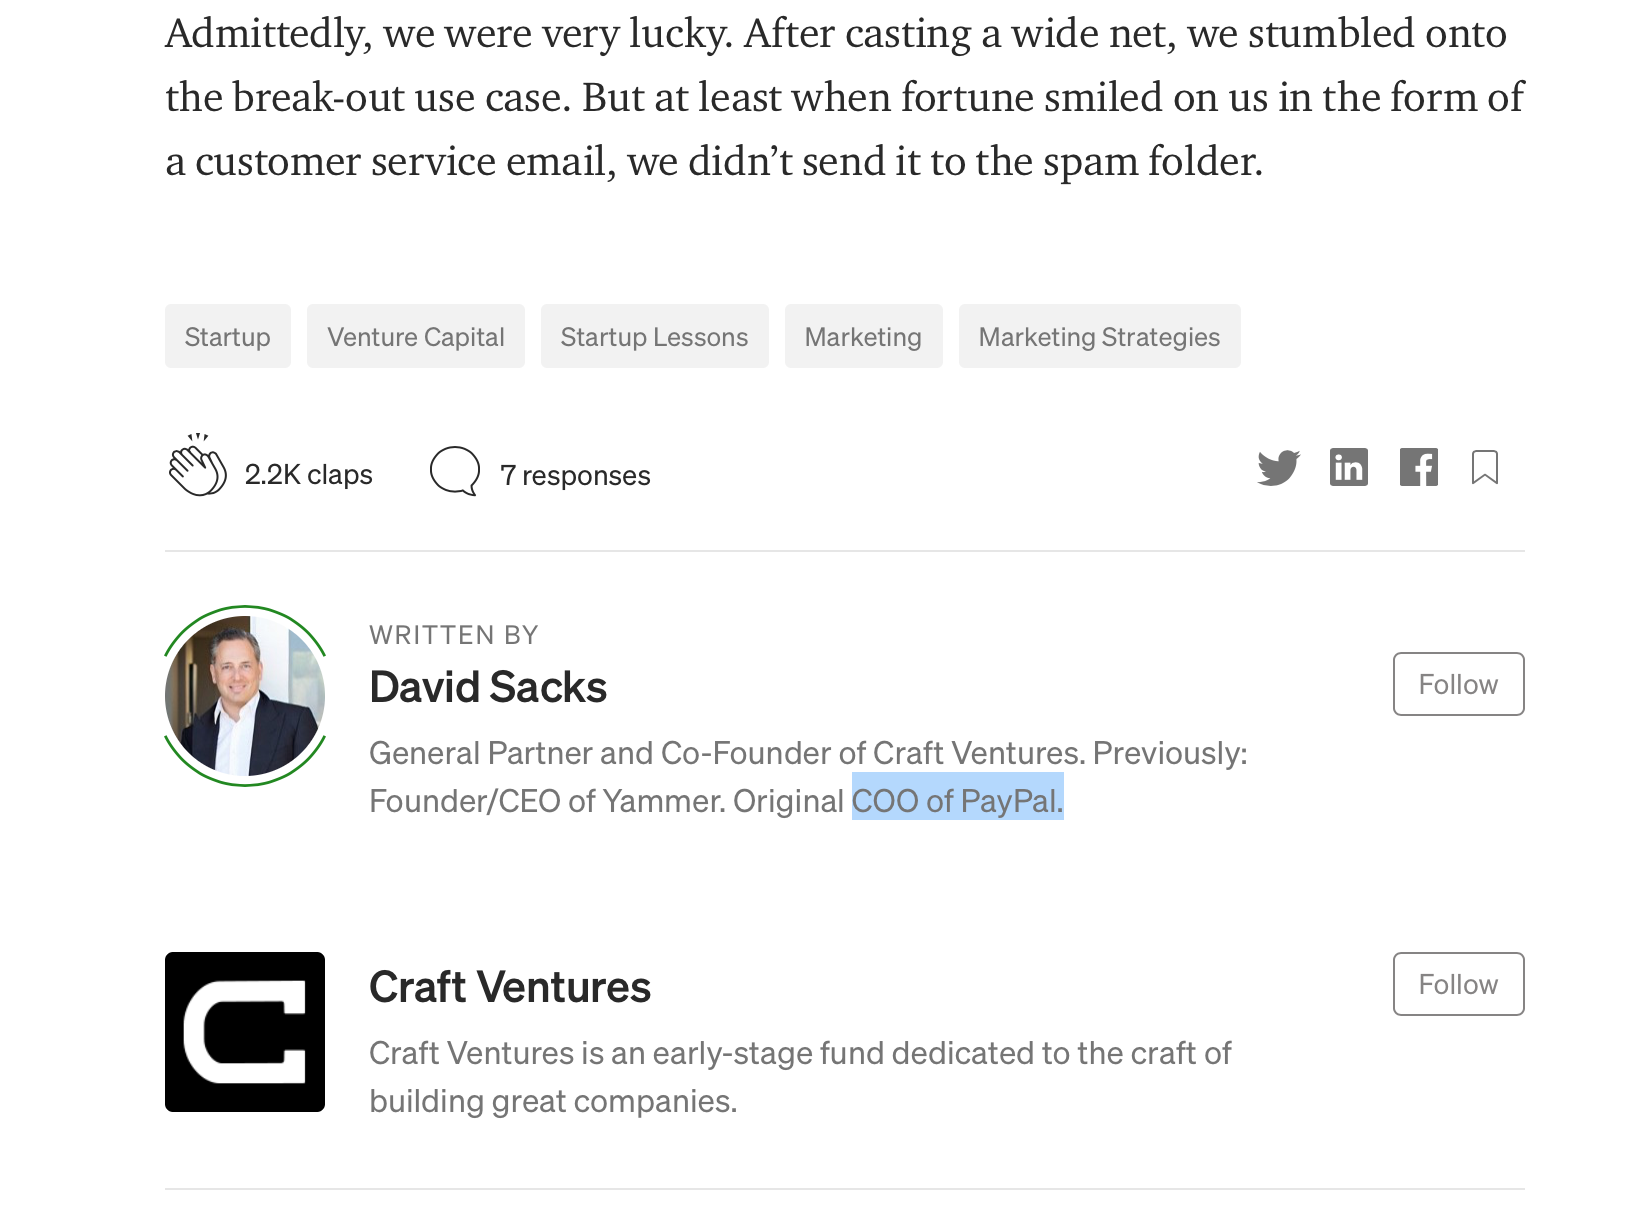 Admittedly, we were very lucky. After casting a wide net, we stumbled onto
the break-out use case. But at least when fortune smiled on us in the form of
a customer service email, we didn’t send it to the spam folder.
Startup
Venture Capital
Startup Lessons
Marketing
Marketing Strategies
2.2K claps
7 responses
WRITTEN BY
David Sacks
Follow
General Partner and Co-Founder of Craft Ventures. Previously:
Founder/CEO of Yammer. Original COO of PayPal.
Craft Ventures
Follow
Craft Ventures is an early-stage fund dedicated to the craft of
building great companies.